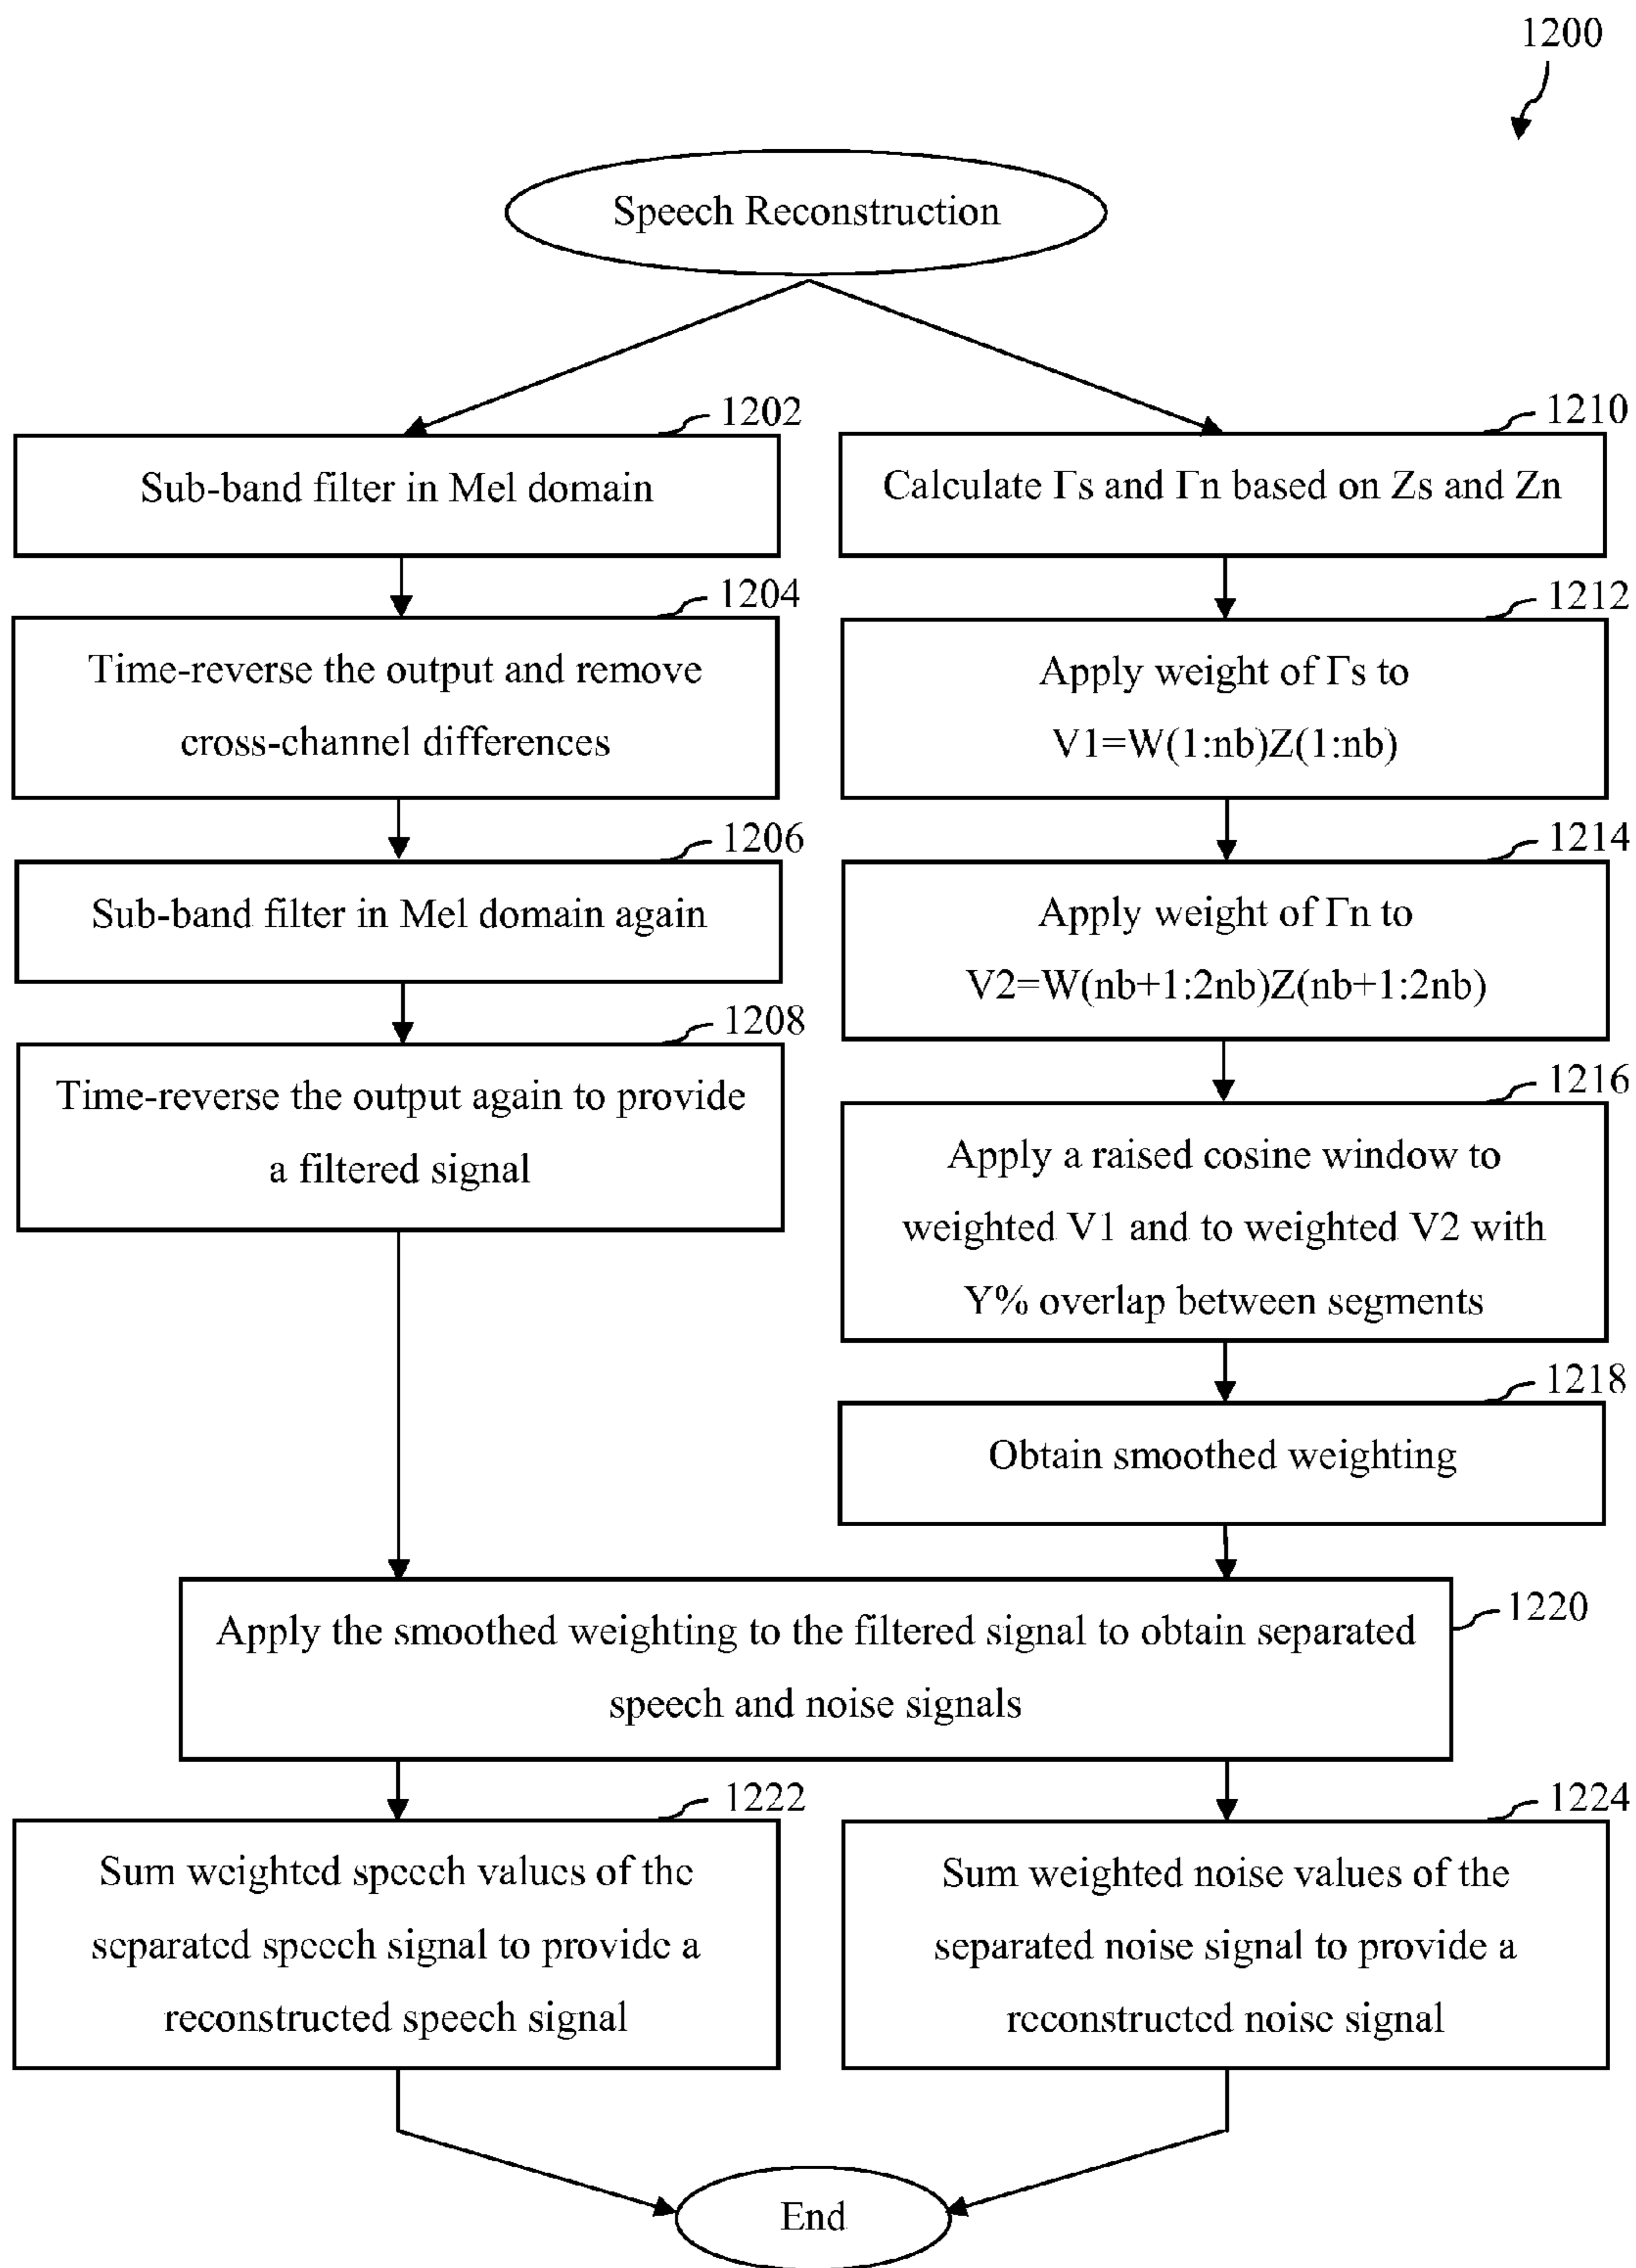 1200
Speech Reconstruction
1202
Sub-band filter in Mel domain
1204
Time-reverse the output and remove
cross-channel differences
1206
Sub-band filter in Mel domain again
1208
Time-reverse the output again to provide
a filtered signal
1210
Calculate Γs and Γn based on Zs and Zn
1212
Apply weight of Γs to
V1=W(1:nb)Z(1:nb)
1214
Apply weight of Γn to
V2=W(nb+1:2nb)Z(nb+1:2nb)
1216
Apply a raised cosine window to
weighted V1 and to weighted V2 with
Y% overlap between segments
1218
Obtain smoothed weighting
1220
Apply the smoothed weighting to the filtered signal to obtain separated
speech and noise signals
1222
Sum weighted speech values of the
separated speech signal to provide a
reconstructed speech signal
1224
Sum weighted noise values of the
separated noise signal to provide a
reconstructed noise signal
End